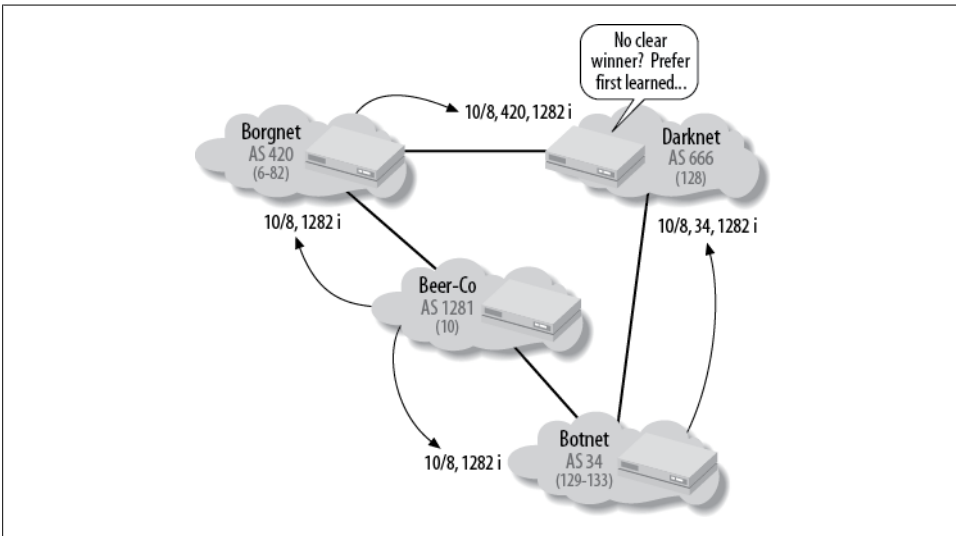 No clear
winner? Prefer
first learned...
10/8, 420, 1282 i
Borgnet
AS 420
(6-82)
Darknet
AS 666
(128)
10/8, 1282 i
10/8, 34, 1282 i
Beer-Co
AS 1281
(10)
10/8, 1282 i
Botnet
AS 34
(129-133)